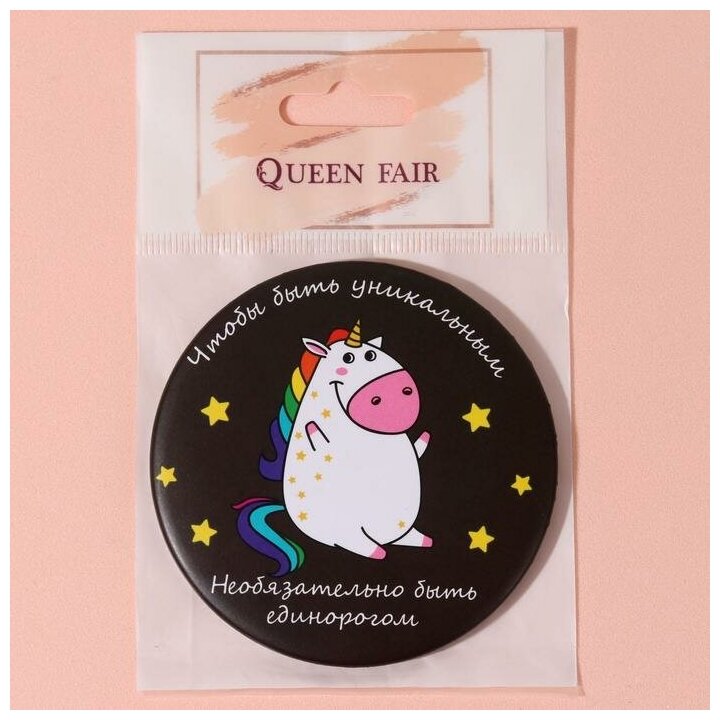 QUEEN FAIR
Чтобы быть уникальным
Необязательно быть
единорогом